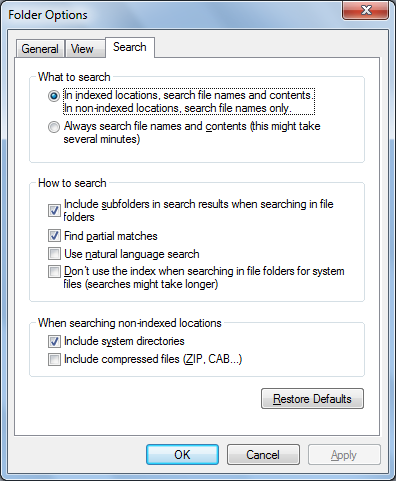 Folder Options
General View Search
What to search
In indexed locations, search file names and contents.
In non-indexed locations, search file names only.
Always search file names and contents (this might take
several minutes)
How to search
Include subfolders in search results when searching in file
folders
Find partial matches
Use natural language search
Don't use the index when searching in file folders for system
files (searches might take longer)
When searching non-indexed locations
Include system directories
Include compressed files (ZIP, CAB...)
Restore Defaults
OK Cancel Apply